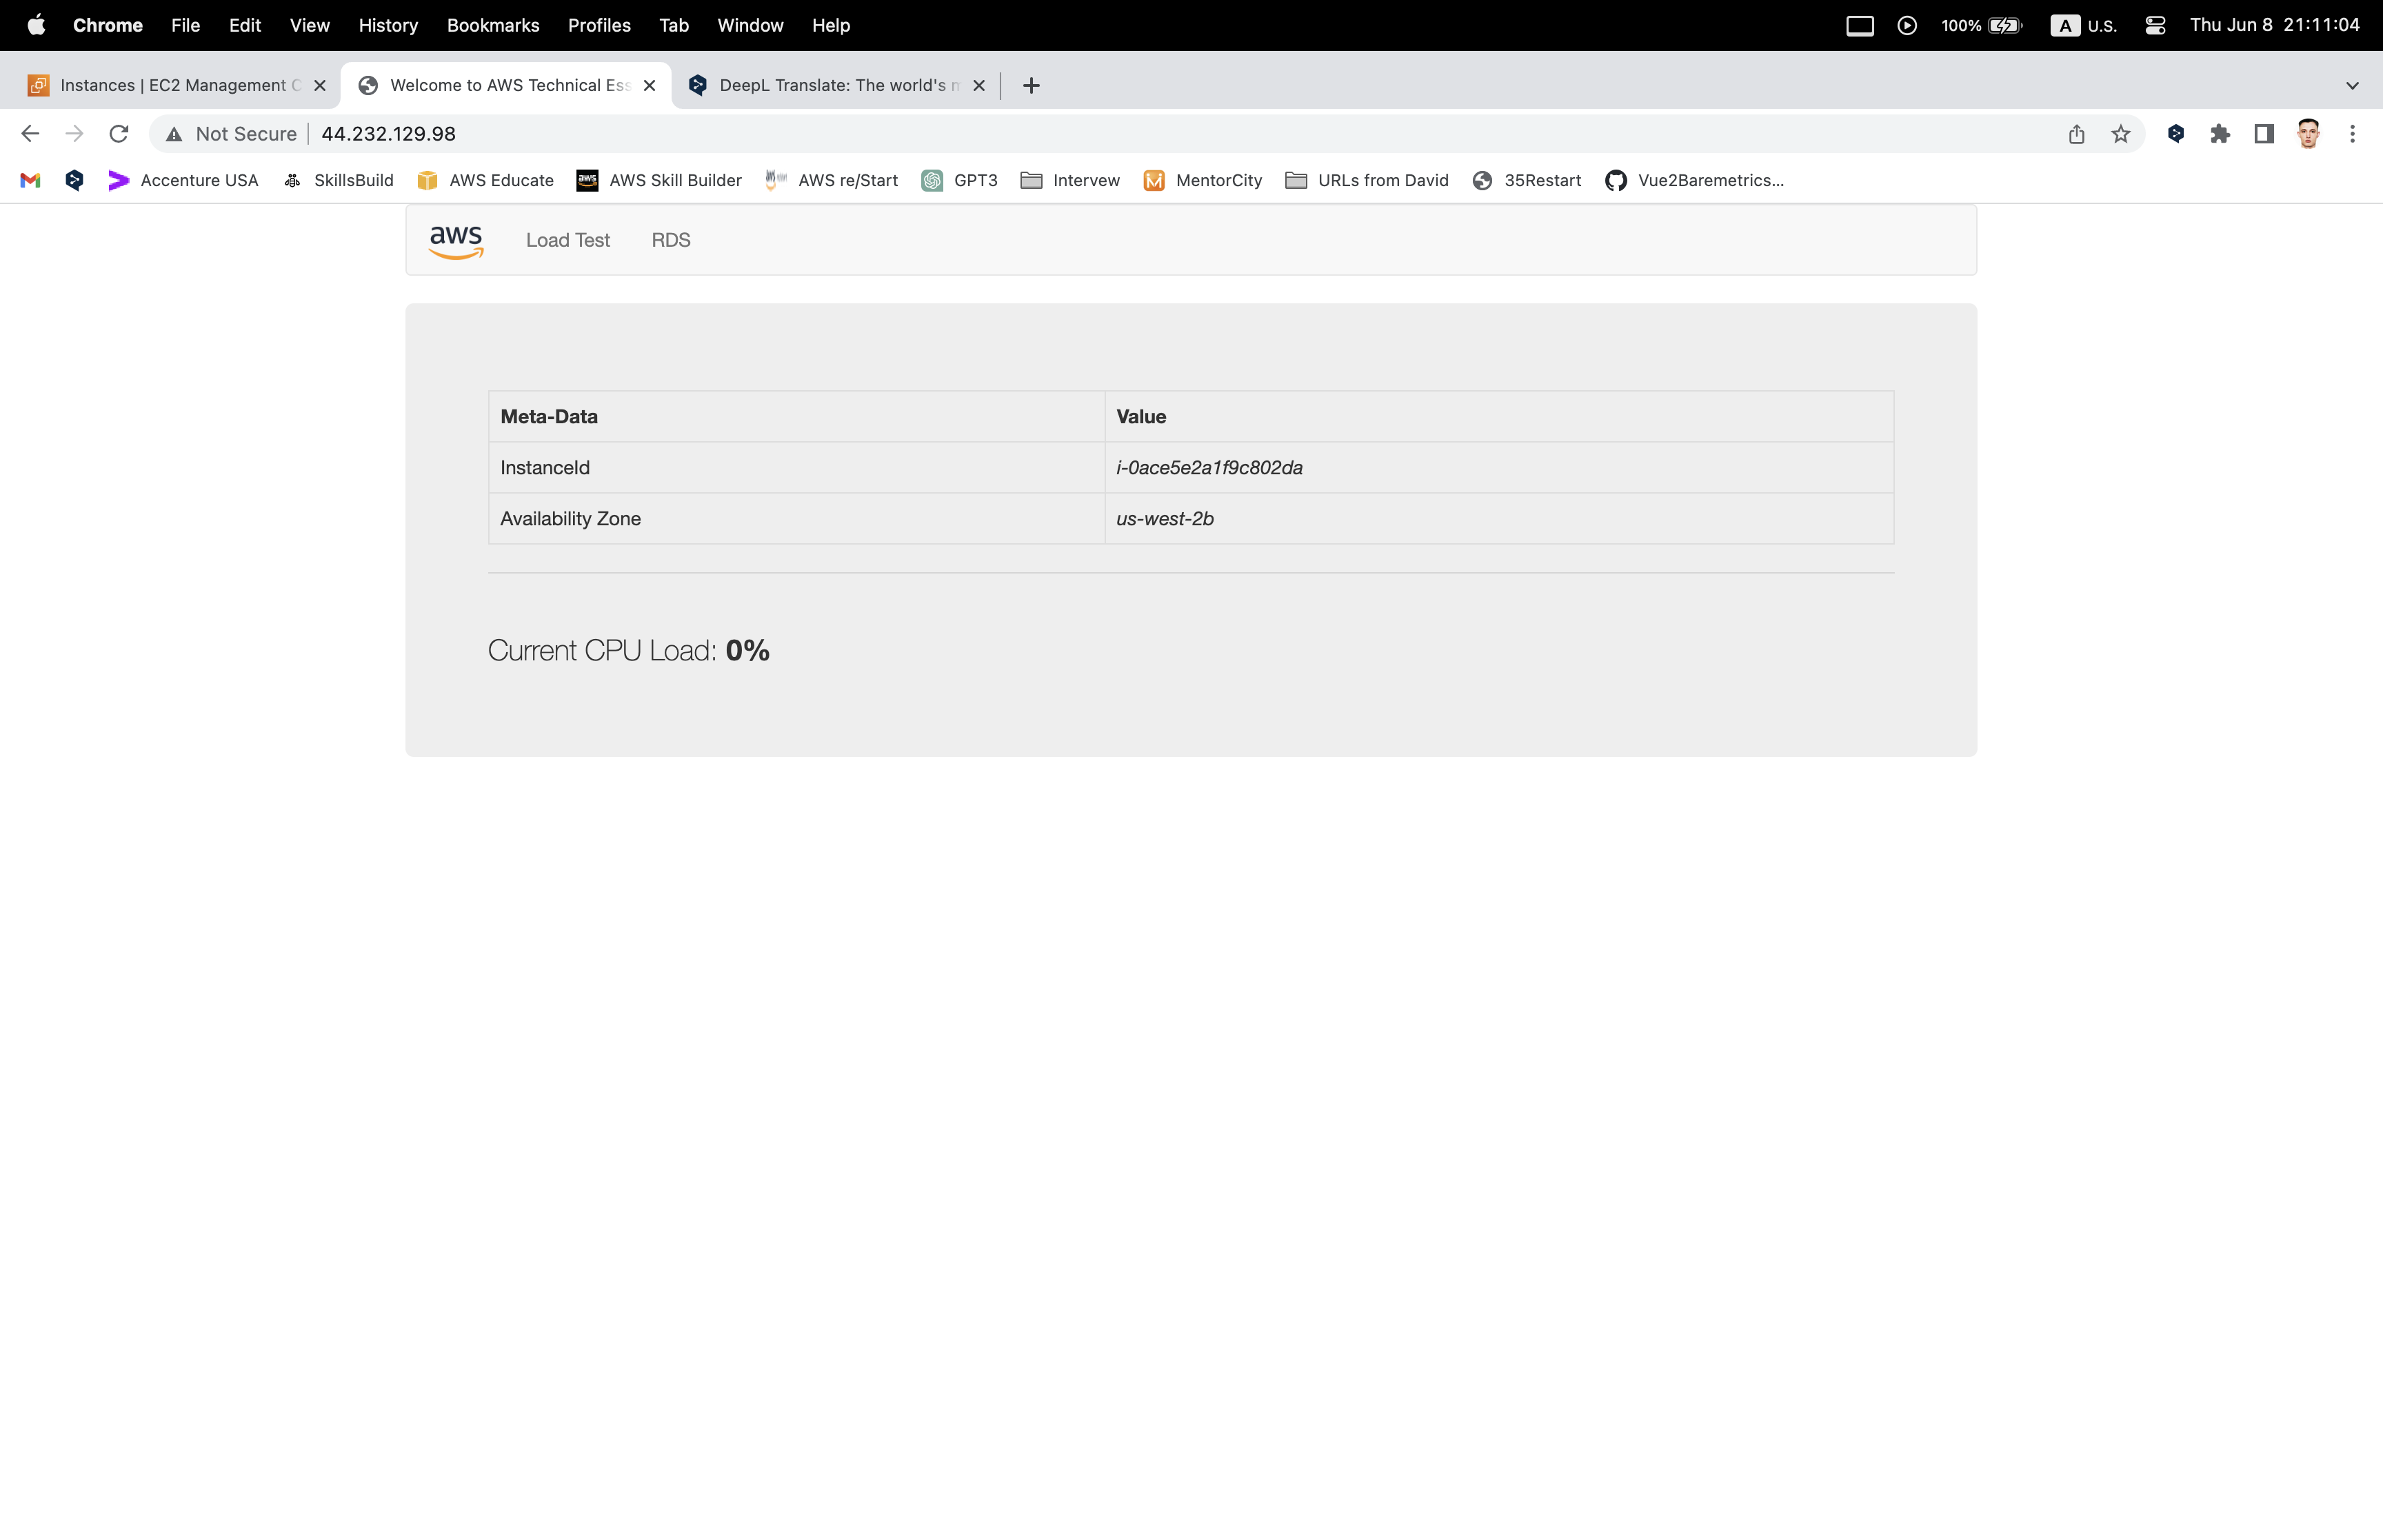 Chrome File Edit View History Bookmarks Profiles Tab Window Help 100% A U.S. Thu Jun 8 21:11:04
Instances | EC2 Management C Welcome to AWS Technical Ess DeepL Translate: The world's m
Not Secure 44.232.129.98
Accenture USA SkillsBuild AWS Educate aws AWS Skill Builder AWS re/Start GPT3 Intervew MentorCity URLs from David 35Restart Vue2Baremetrics...
aws Load Test RDS
Meta-Data Value
InstanceId i-0ace5e2a1f9c802da
Availability Zone us-west-2b
Current CPU Load: 0%